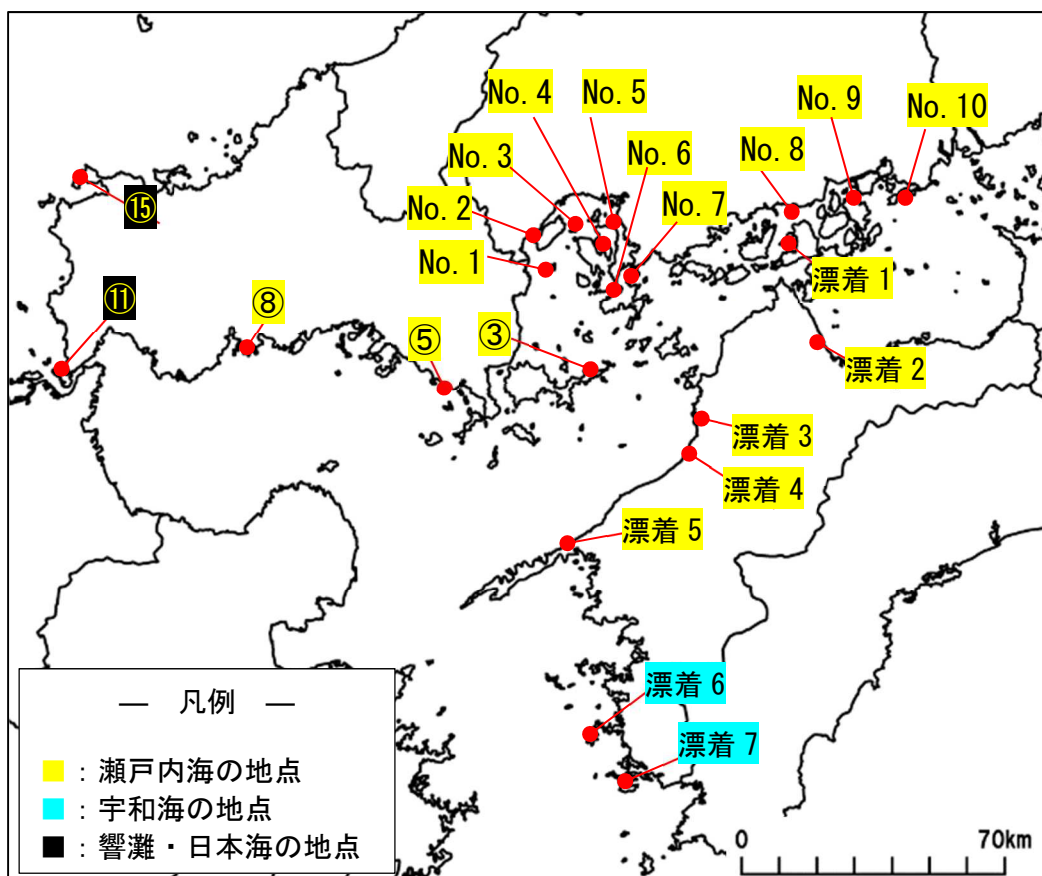 No. 5
No. 4
No. 9
No. 10
No. 3
No. 6
No. 8
No. 7
No. 2
⑮
No. 1
漂着 1
⑪
⑧
⑤
③
漂着 2
漂着 3
漂着 4
漂着 5
漂着 6
漂着 7
― 凡例 ―
：瀬戸内海の地点
：宇和海の地点
：響灘・日本海の地点
0 70km